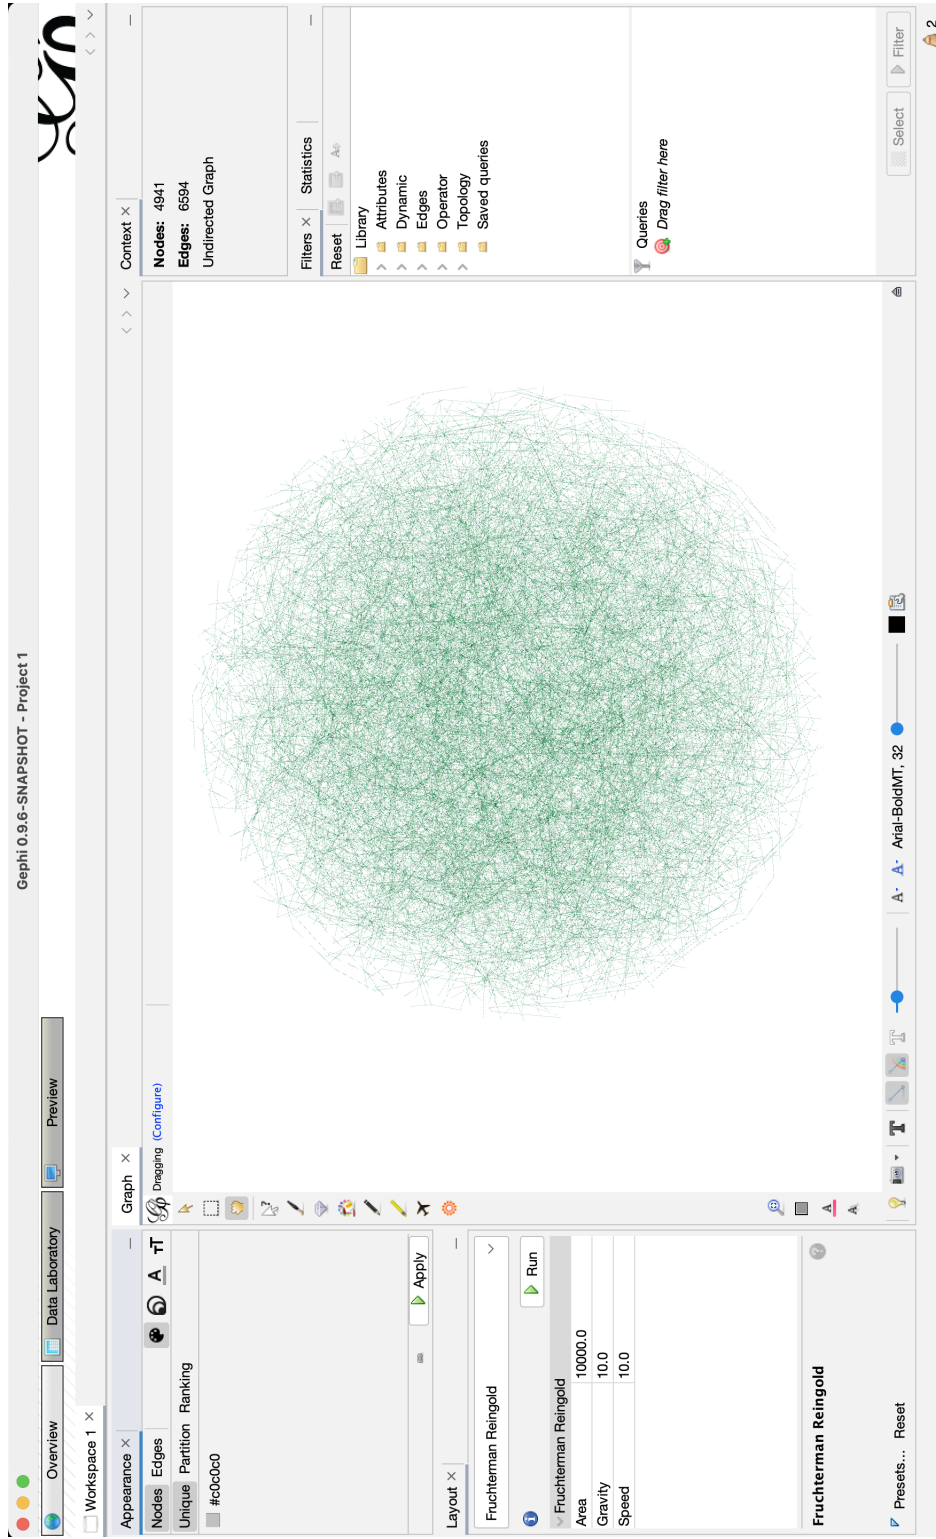 Gephi 0.9.6-SNAPSHOT - Project 1
Overview
Data Laboratory
Preview
Workspace 1
Appearance
Nodes Edges
Unique Partition Ranking
#c0c0c0
Apply
Layout
Fruchterman Reingold
Run
Fruchterman Reingold
Area 10000.0
Gravity 10.0
Speed 10.0
Fruchterman Reingold
Presets... Reset
Graph
Dragging (Configure)
Arial-BoldMT, 32
Context
Nodes: 4941
Edges: 6594
Undirected Graph
Filters Statistics
Reset
Library
Attributes
Dynamic
Edges
Operator
Topology
Saved queries
Queries
Drag filter here
Select Filter
2